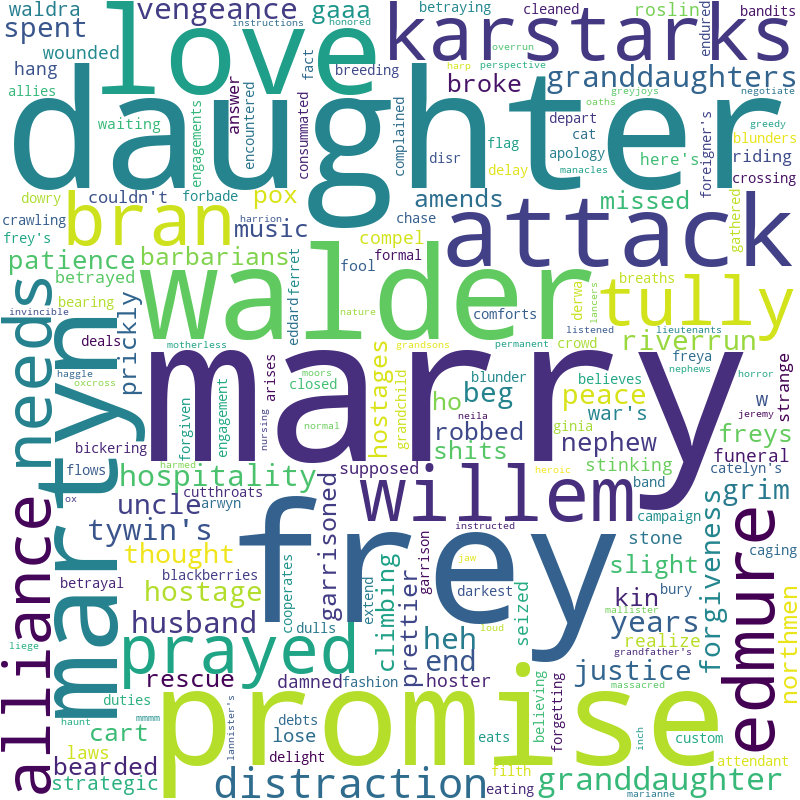 waldra
vengeance
gaaa
betraying
instructions
honored
cleaned
roslin
bandits
spent
love
karstarks
endured
wounded
hang
fact
breeding
overrun
harp
perspective
broke
granddaughters
allies
answer
encountered
consummated
complained
greyjoys
negotiate
oaths
daughter
waiting
engagements
flag
depart
cat
apology
foreigner's
greedy
blunders
disr
delay
manacles
here's
riding
dowry
couldn't
forbade
pox
amends
missed
crossing
crawling
bran
harrion
music
chase
attack
gathered
frey's
compel
patience
barbarians
formal
betrayed
fool
walder
tully
breaths
needs
bearing
prickly
eddard
ferret
comforts
derwa
lancers
invincible
nature
listened
lieutenants
deals
motherless
grandsons
permanent
crowd
riverrun
haggle
moors
closed
marry
believes
freya
nephews
horror
oxcross
arises
hostages
grandchild
blunder
beg
peace
w
strange
martyn
forgiven
engagement
nursing
normal
ho
neila
war's
jeremy
robbed
ginia
freys
bickering
shits
nephew
funeral
flows
harmed
supposed
heroic
stinking
catelyn's
hospitality
willem
band
grim
ox
cutthroats
arwyn
uncle
garrisoned
frey
campaign
caging
alliance
tywin's
instructed
stone
edmure
thought
climbing
garrison
jaw
slight
bury
forgiveness
betrayal
blackberries
hostage
cooperates
extend
prettier
darkest
seized
kin
mallister
northmen
husband
dulls
heh
loud
years
realize
liege
prayed
end
justice
grandfather's
rescue
damned
fashion
hoster
massacred
duties
haunt
mmmm
promise
believing
forgetting
inch
cart
lannister's
debts
lose
eats
custom
laws
attendant
bearded
delight
filth
strategic
distraction
eating
marianne
granddaughter